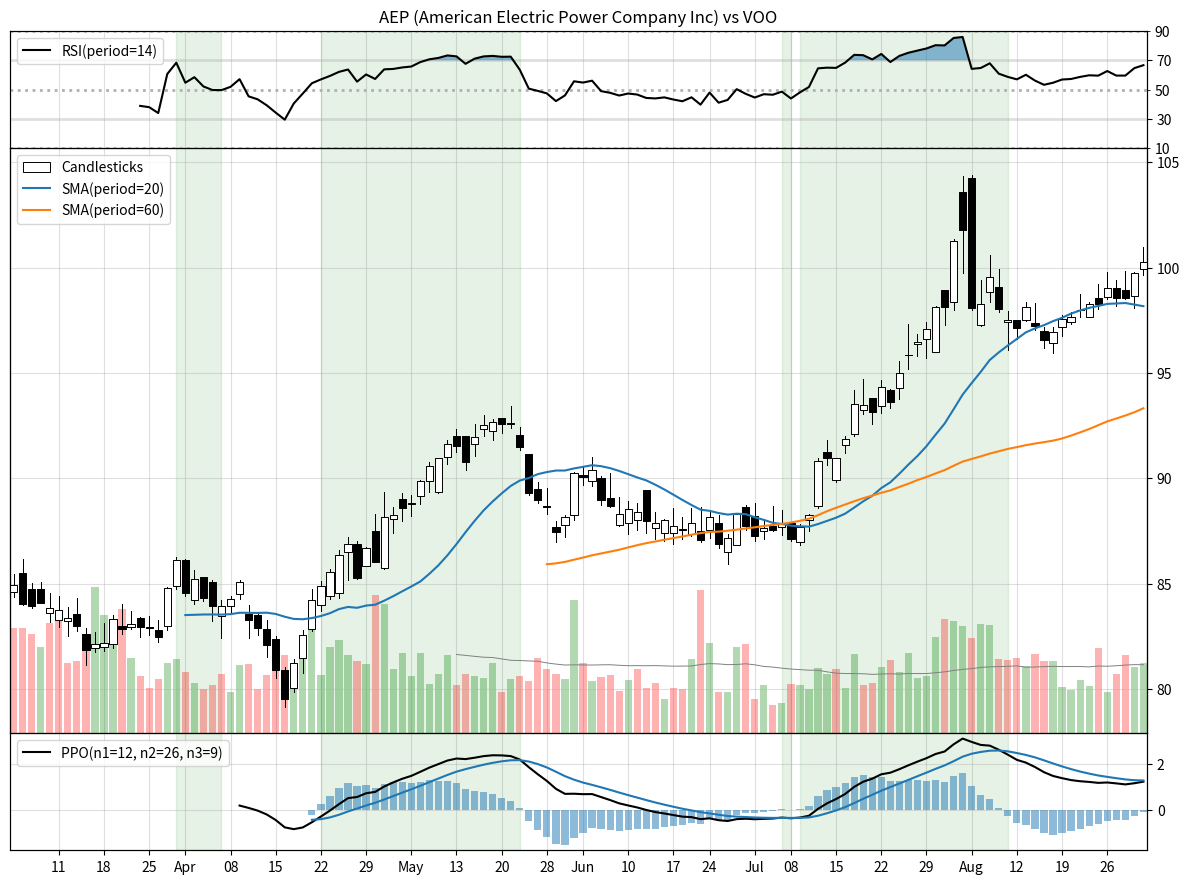 AEP (American Electric Power Company Inc) vs VOO
RSI(period=14)
90
70
50
30
10
Candlesticks
SMA(period=20)
SMA(period=60)
105
100
95
90
85
80
PPO(n1=12, n2=26, n3=9)
2
0
11 18 25 Apr 08 15 22 29 May 13 20 28 Jun 10 17 24 Jul 08 15 22 29 Aug 12 19 26